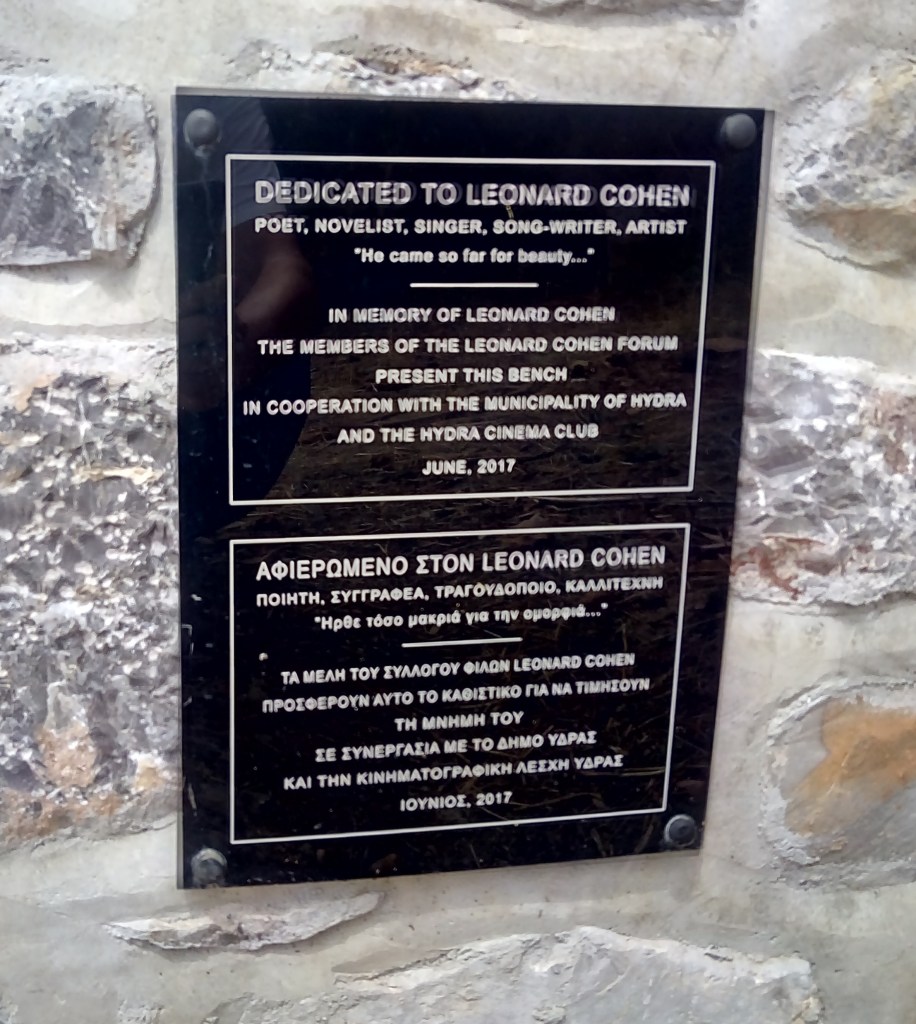 DEDICATED TO LEONARD COHEN
POET, NOVELIST, SINGER, SONG-WRITER, ARTIST
"He came so far for beauty..."
IN MEMORY OF LEONARD COHEN
THE MEMBERS OF THE LEONARD COHEN FORUM
PRESENT THIS BENCH
IN COOPERATION WITH THE MUNICIPALITY OF HYDRA
AND THE HYDRA CINEMA CLUB
JUNE, 2017
ΑΦΙΕΡΩΜΕΝΟ ΣΤΟΝ LEONARD COHEN
ΠΟΙΗΤΗ, ΣΥΓΓΡΑΦΕΑ, ΤΡΑΓΟΥΔΟΠΟΙΟ, ΚΑΛΛΙΤΕΧΝΗ
"Ηρθε τόσο μακριά για την ομορφιά..."
ΤΑ ΜΕΛΗ ΤΟΥ ΣΥΛΛΟΓΟΥ ΦΙΛΩΝ LEONARD COHEN
ΠΡΟΣΦΕΡΟΥΝ ΑΥΤΟ ΤΟ ΚΑΘΙΣΤΙΚΟ ΓΙΑ ΝΑ ΤΙΜΗΣΟΥΝ
ΤΗ ΜΝΗΜΗ ΤΟΥ
ΣΕ ΣΥΝΕΡΓΑΣΙΑ ΜΕ ΤΟ ΔΗΜΟ ΥΔΡΑΣ
ΚΑΙ ΤΗΝ ΚΙΝΗΜΑΤΟΓΡΑΦΙΚΗ ΛΕΣΧΗ ΥΔΡΑΣ
ΙΟΥΝΙΟΣ, 2017